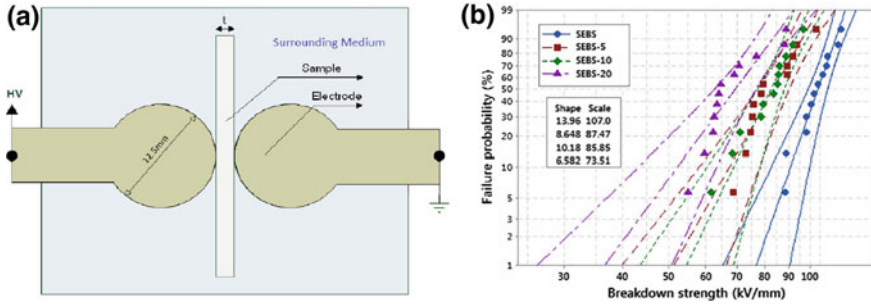 (a)
t
Surrounding Medium
HV
Sample
Electrode
12.5mm
(b)
Failure probability (%)
99
90
80
70
60
50
40
30
20
10
5
3
2
1
SEBS
SEBS-5
SEBS-10
SEBS-20
Shape Scale
13.96 107.0
8.648 87.47
10.18 85.85
6.582 73.51
30 40 50 60 70 80 90 100
Breakdown strength (kV/mm)